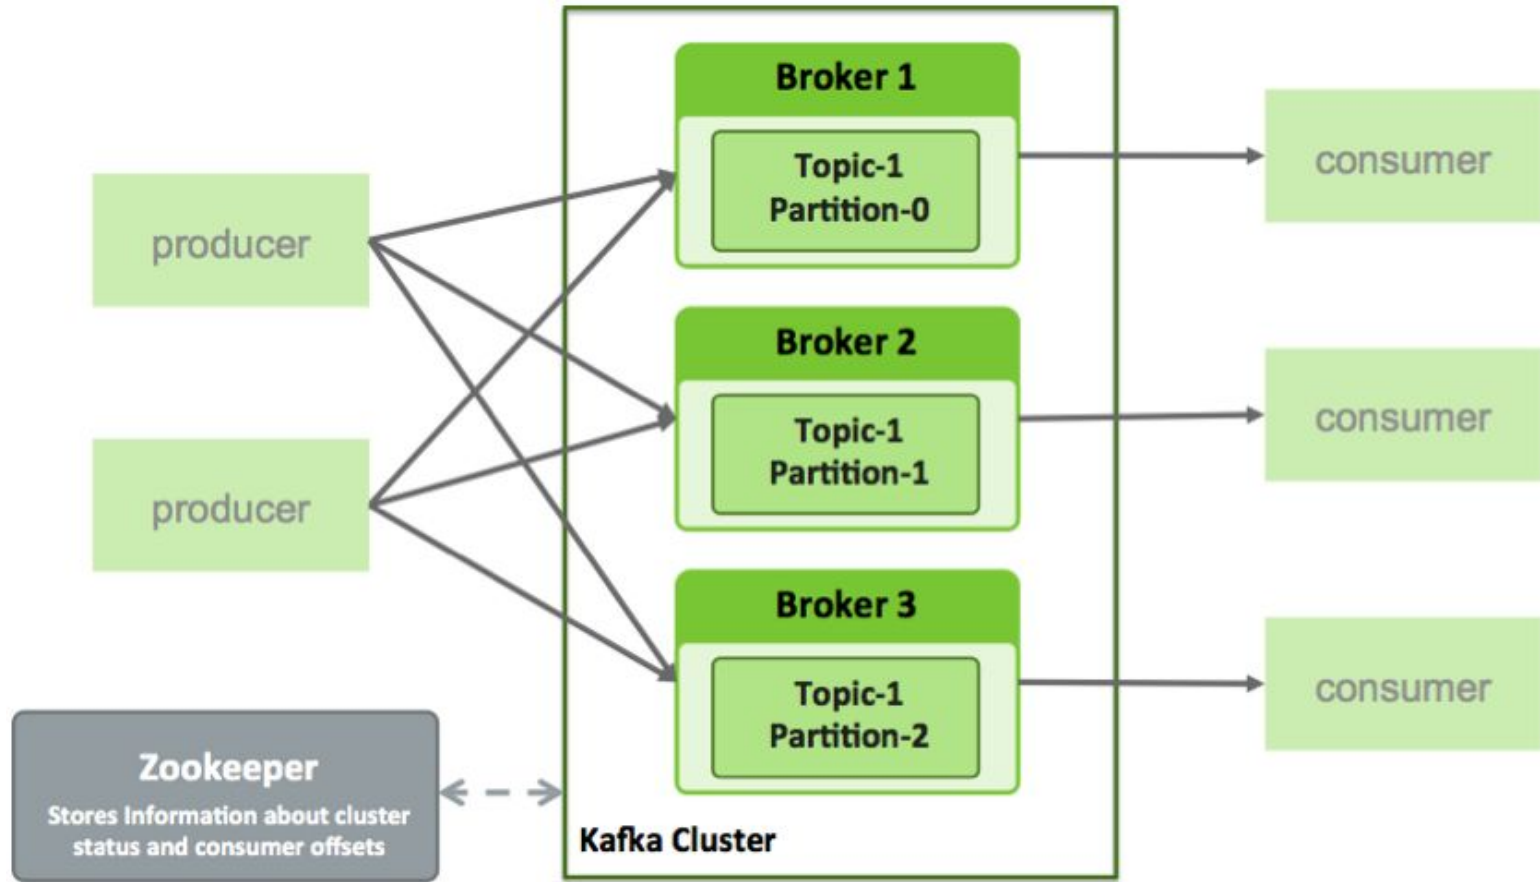 producer
producer
Zookeeper
Stores Information about cluster
status and consumer offsets
Broker 1
Topic-1
Partition-0
Broker 2
Topic-1
Partition-1
Broker 3
Topic-1
Partition-2
Kafka Cluster
consumer
consumer
consumer